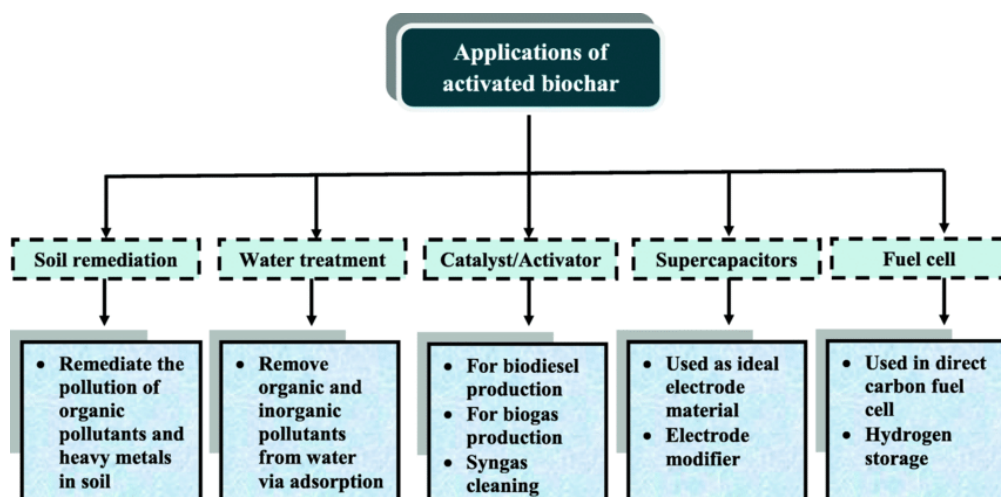 Applications of
activated biochar
Soil remediation
Water treatment
Catalyst/Activator
Supercapacitors
Fuel cell
• Remediate the
pollution of
organic
pollutants and
heavy metals
in soil
• Remove
organic and
inorganic
pollutants
from water
via adsorption
• For biodiesel
production
• For biogas
production
• Syngas
cleaning
• Used as ideal
electrode
material
• Electrode
modifier
• Used in direct
carbon fuel
cell
• Hydrogen
storage